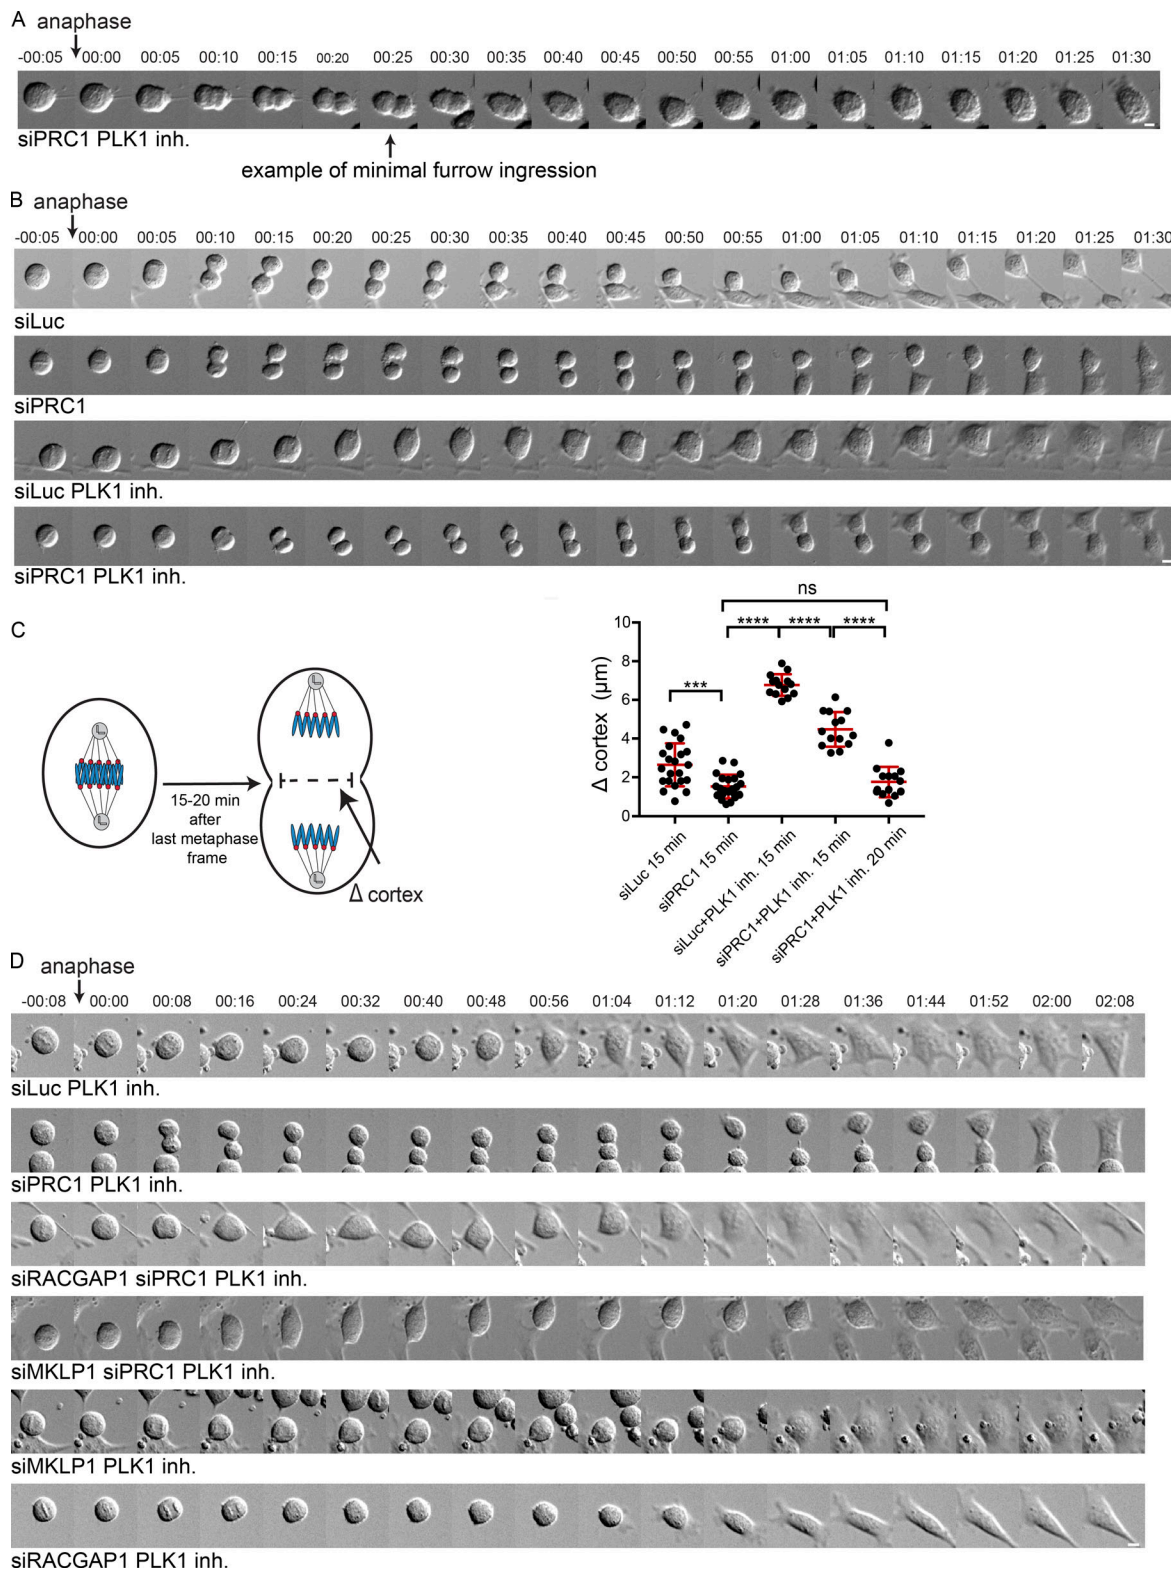 A
anaphase
-00:05 00:00 00:05 00:10 00:15 00:20 00:25 00:30 00:35 00:40 00:45 00:50 00:55 01:00 01:05 01:10 01:15 01:20 01:25 01:30
siPRC1 PLK1 inh.
example of minimal furrow ingression
B
anaphase
-00:05 00:00 00:05 00:10 00:15 00:20 00:25 00:30 00:35 00:40 00:45 00:50 00:55 01:00 01:05 01:10 01:15 01:20 01:25 01:30
siLuc
siPRC1
siLuc PLK1 inh.
siPRC1 PLK1 inh.
C
15-20 min
after
last metaphase
frame
Δ cortex
ns
**** **** ****
***
Δ cortex (µm)
10
8
6
4
2
0
siLuc 15 min
siPRC1 15 min
siLuc+PLK1 inh. 15 min
siPRC1+PLK1 inh. 15 min
siPRC1+PLK1 inh. 20 min
D
anaphase
-00:08 00:00 00:08 00:16 00:24 00:32 00:40 00:48 00:56 01:04 01:12 01:20 01:28 01:36 01:44 01:52 02:00 02:08
siLuc PLK1 inh.
siPRC1 PLK1 inh.
siRACGAP1 siPRC1 PLK1 inh.
siMKLP1 siPRC1 PLK1 inh.
siMKLP1 PLK1 inh.
siRACGAP1 PLK1 inh.